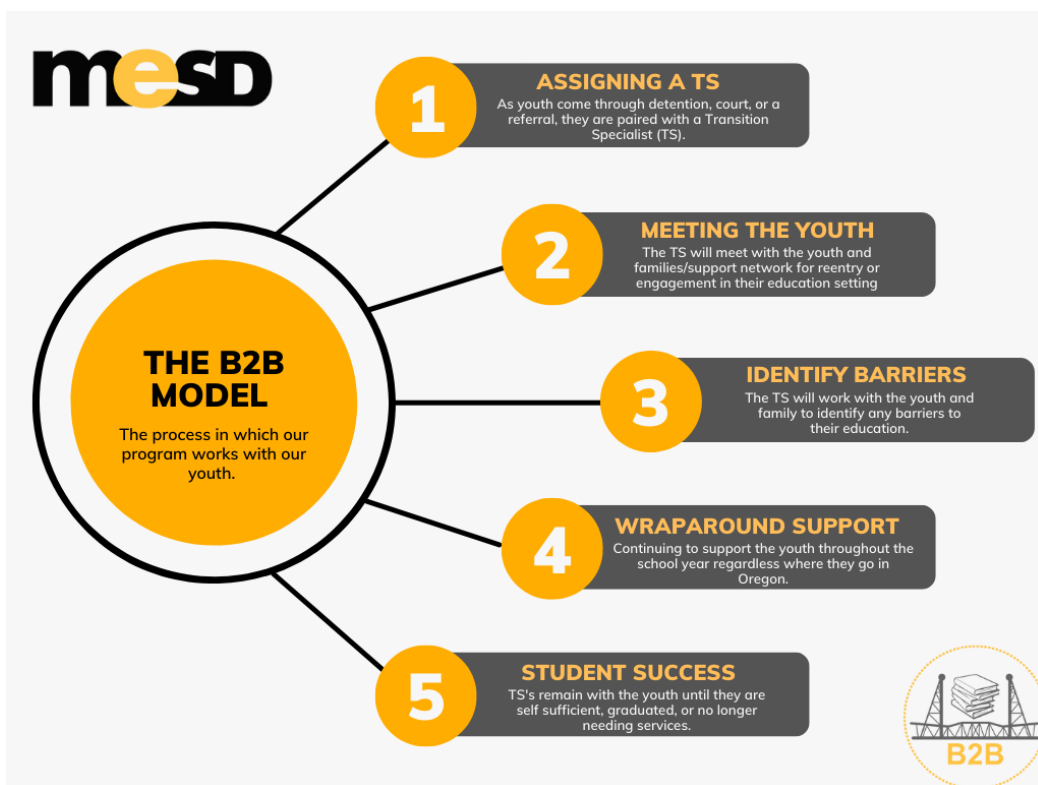 mesD
1
ASSIGNING A TS
As youth come through detention, court, or a
referral, they are paired with a Transition
Specialist (TS).
2
MEETING THE YOUTH
The TS will meet with the youth and
families/support network for reentry or
engagement in their education setting
THE B2B
MODEL
The process in which our
program works with our
youth.
3
IDENTIFY BARRIERS
The TS will work with the youth and
family to identify any barriers to
their education.
4
WRAPAROUND SUPPORT
Continuing to support the youth throughout the
school year regardless where they go in
Oregon.
5
STUDENT SUCCESS
TS's remain with the youth until they are
self sufficient, graduated, or no longer
needing services.
B2B